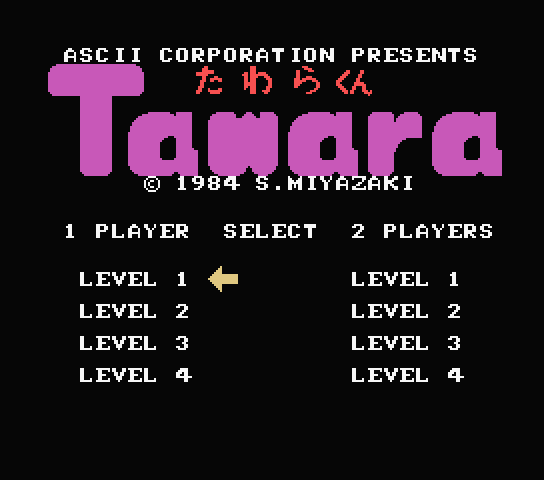 ASCII CORPORATION PRESENTS
たわらくん
Tawara
© 1984 S.MIYAZAKI
1 PLAYER SELECT 2 PLAYERS
LEVEL 1 LEVEL 1
LEVEL 2 LEVEL 2
LEVEL 3 LEVEL 3
LEVEL 4 LEVEL 4